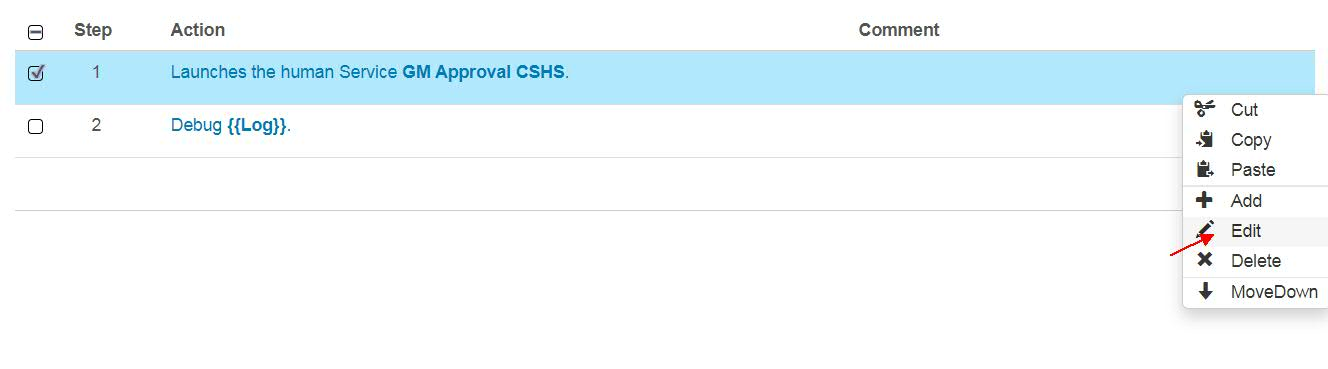 Step Action Comment
1 Launches the human Service GM Approval CSHS.
2 Debug {{Log}}.
Cut
Copy
Paste
Add
Edit
Delete
MoveDown